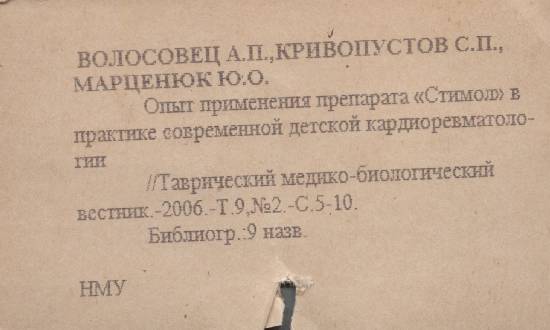 ВОЛОСОВЕЦ А.П.,КРИВОПУСТОВ С.П.,
МАРЦЕНЮК Ю.О.
Опыт применения препарата «Стимол» в
практике современной детской кардиоревматоло-
гии
//Таврический медико-биологический
вестник.-2006.-Т.9,№2.-С.5-10.
Библиогр.:9 назв.
НМУ